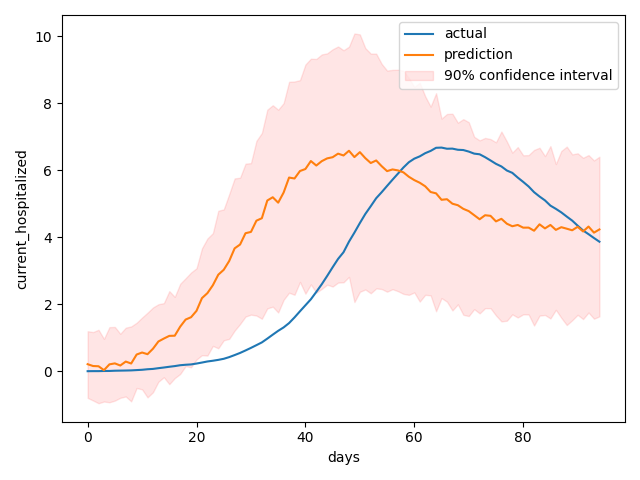 actual
prediction
90% confidence interval
current_hospitalized
10
8
6
4
2
0
0 20 40 60 80
days